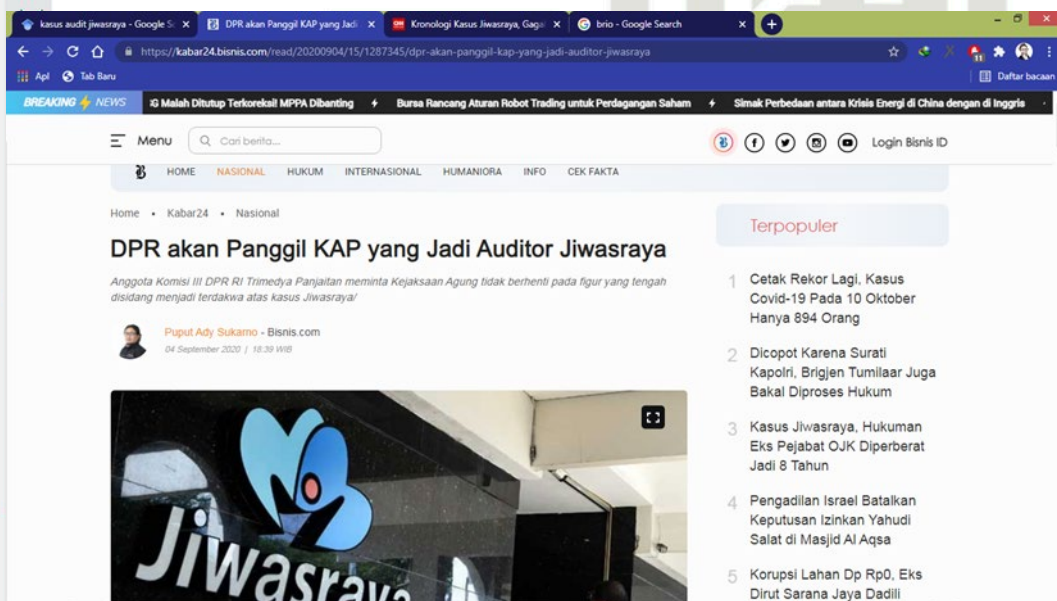 kasus audit jiwasraya - Google S
DPR akan Panggil KAP yang Jadi
Kronologi Kasus Jiwasraya, Gaga
brio - Google Search
https://kabar24.bisnis.com/read/20200904/15/1287345/dpr-akan-panggil-kap-yang-jadi-auditor-jiwasraya
11
Apl
Tab Baru
Daftar bacaan
BREAKING NEWS
G Malah Ditutup Terkoreksi! MPPA Dibanting
Bursa Rancang Aturan Robot Trading untuk Perdagangan Saham
Simak Perbedaan antara Krisis Energi di China dengan di Inggris
Menu
Cari berita...
Login Bisnis ID
HOME NASIONAL HUKUM INTERNASIONAL HUMANIORA INFO CEK FAKTA
Home • Kabar24 • Nasional
DPR akan Panggil KAP yang Jadi Auditor Jiwasraya
Anggota Komisi III DPR RI Trimedya Panjaitan meminta Kejaksaan Agung tidak berhenti pada figur yang tengah
disidang menjadi terdakwa atas kasus Jiwasraya/
Puput Ady Sukarno - Bisnis.com
04 September 2020 | 18:39 WIB
Jiwasraya
Terpopuler
1 Cetak Rekor Lagi, Kasus
Covid-19 Pada 10 Oktober
Hanya 894 Orang
2 Dicopot Karena Surati
Kapolri, Brigjen Tumilaar Juga
Bakal Diproses Hukum
3 Kasus Jiwasraya, Hukuman
Eks Pejabat OJK Diperberat
Jadi 8 Tahun
4 Pengadilan Israel Batalkan
Keputusan Izinkan Yahudi
Salat di Masjid Al Aqsa
5 Korupsi Lahan Dp Rp0, Eks
Dirut Sarana Jaya Dadili